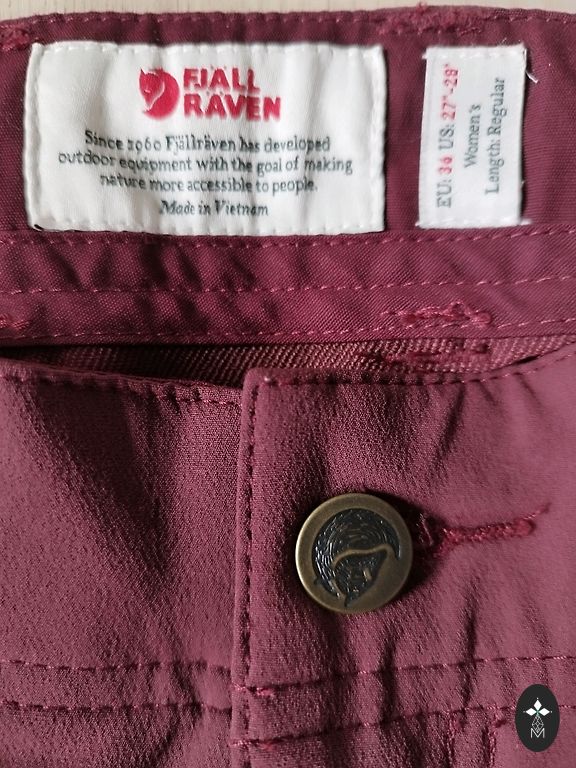 FJÄLL
RÄVEN
Since 1960 Fjällräven has developed
outdoor equipment with the goal of making
nature more accessible to people.
Made in Vietnam
EU: 36 US: 27"-28"
Women's
Length: Regular
M